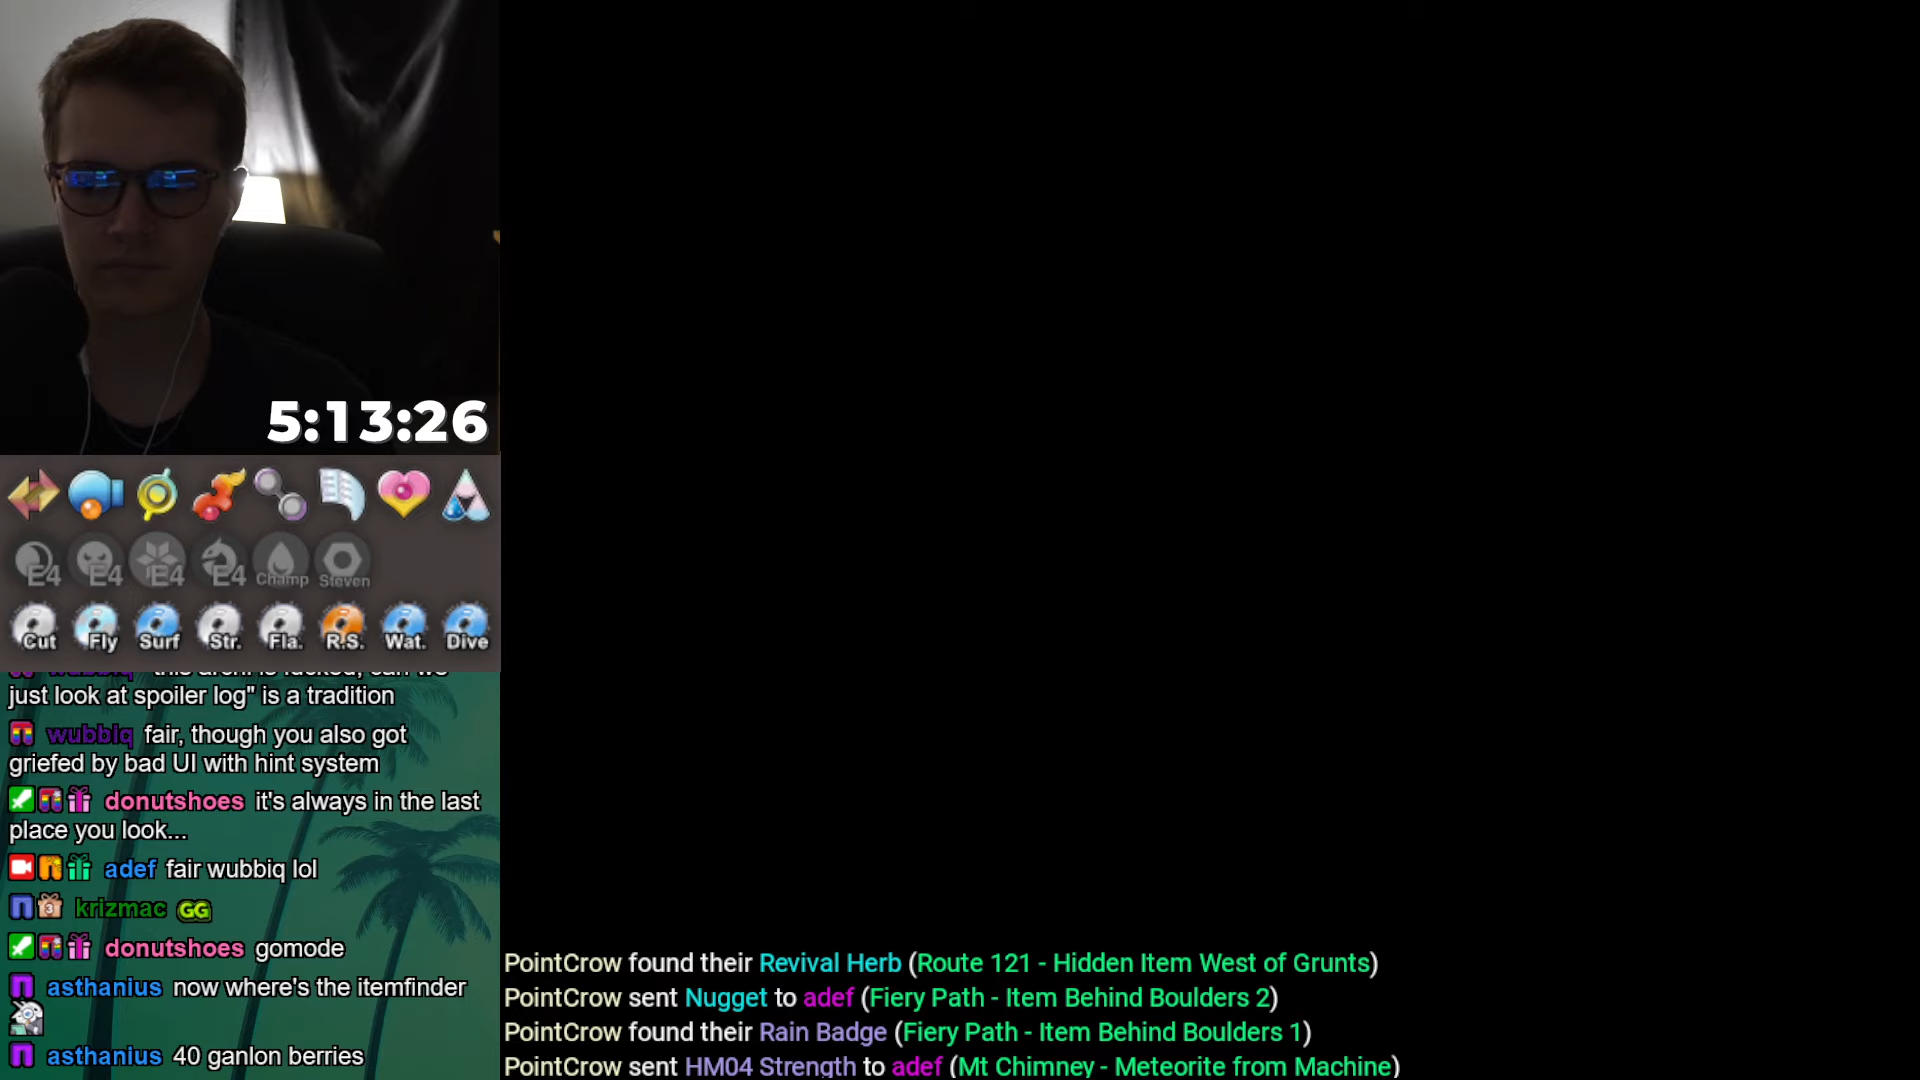 5:13:26
E4 E4 E4 E4 Champ Steven
Cut Fly Surf Str. Fla. R.S. Wat. Dive
just look at spoiler log" is a tradition
wubbiq fair, though you also got
griefed by bad UI with hint system
donutshoes it's always in the last
place you look...
adef fair wubbiq lol
krizmac GG
donutshoes gomode
asthanius now where's the itemfinder
asthanius 40 ganlon berries
PointCrow found their Revival Herb (Route 121 - Hidden Item West of Grunts)
PointCrow sent Nugget to adef (Fiery Path - Item Behind Boulders 2)
PointCrow found their Rain Badge (Fiery Path - Item Behind Boulders 1)
PointCrow sent HM04 Strength to adef (Mt Chimney - Meteorite from Machine)